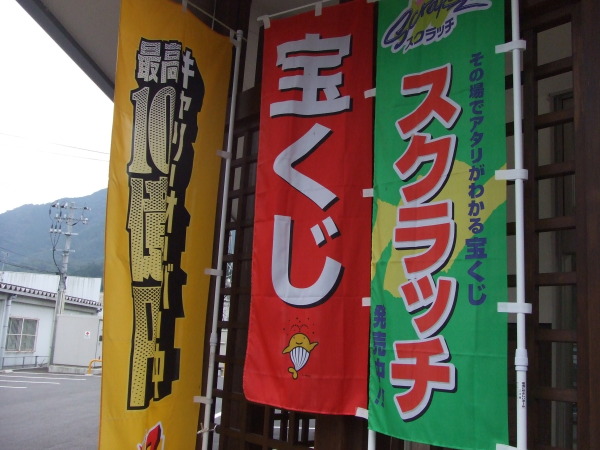 最高
10億円
キャリーオーバー
宝くじ
スクラッチ
その場でアタリがわかる宝くじ
スクラッチ
発売中!